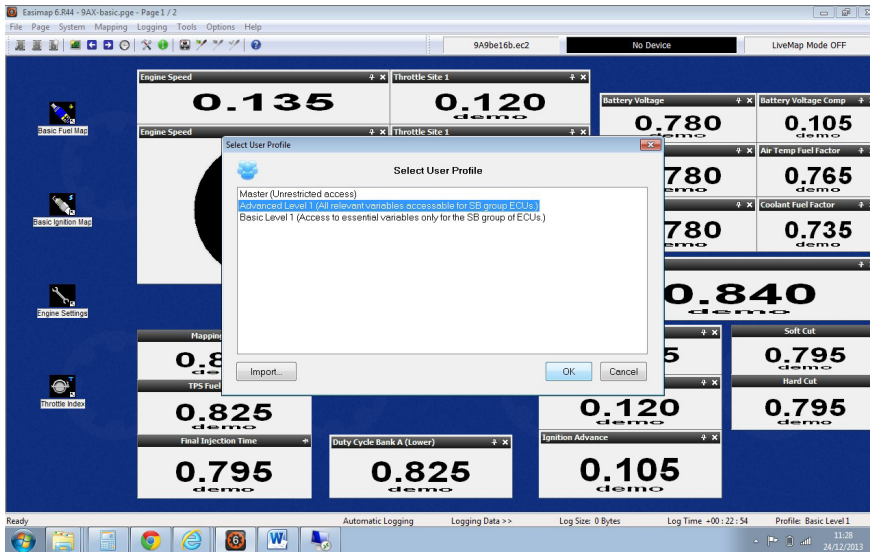 Easimap 6.R44 - 9AX-basic.pge - Page 1 / 2
File Page System Mapping Logging Tools Options Help
9A9be16b.ec2 No Device LiveMap Mode OFF
Engine Speed Throttle Site 1
0.135 0.120
demo
Battery Voltage Battery Voltage Comp
0.780 0.105
demo demo
Basic Fuel Map
Engine Speed Throttle Site 1
Select User Profile
Select User Profile
Master (Unrestricted access)
Advanced Level 1 (All relevant variables accessable for SB group ECUs.)
Basic Level 1 (Access to essential variables only for the SB group of ECUs.)
Import... OK Cancel
Air Temp Fuel Factor
780 0.765
emo demo
Basic Ignition Map
Coolant Fuel Factor
780 0.735
emo demo
Engine Settings
0.840
demo
Mapping
Soft Cut
0.8 5 0.795
de demo
Throttle Index
TPS Fuel
Hard Cut
0.825 0.120 0.795
demo demo demo
Final Injection Time Duty Cycle Bank A (Lower) Ignition Advance
0.795 0.825 0.105
demo demo demo
Ready Automatic Logging Logging Data >> Log Size: 0 Bytes Log Time +00 : 22 : 54 Profile: Basic Level 1
11:28
24/12/2013